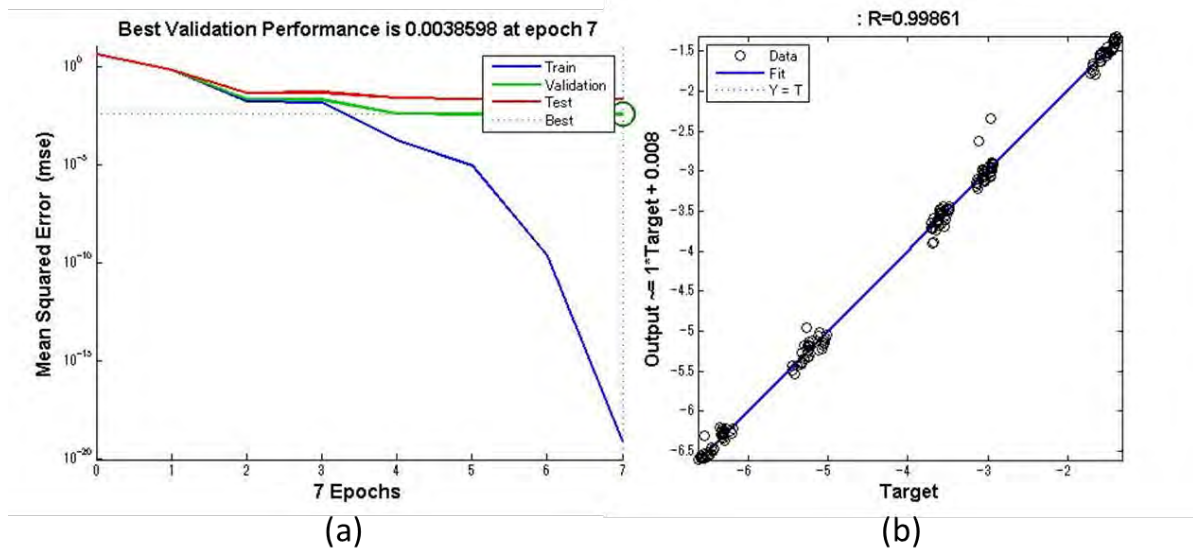 Best Validation Performance is 0.0038598 at epoch 7
10^0
10^-5
10^-10
10^-15
10^-20
Mean Squared Error (mse)
Train
Validation
Test
Best
0 1 2 3 4 5 6 7
7 Epochs
(a)
: R=0.99861
Data
Fit
Y = T
-1.5
-2
-2.5
-3
-3.5
-4
-4.5
-5
-5.5
-6
-6.5
Output ~= 1*Target + 0.008
-6 -5 -4 -3 -2
Target
(b)